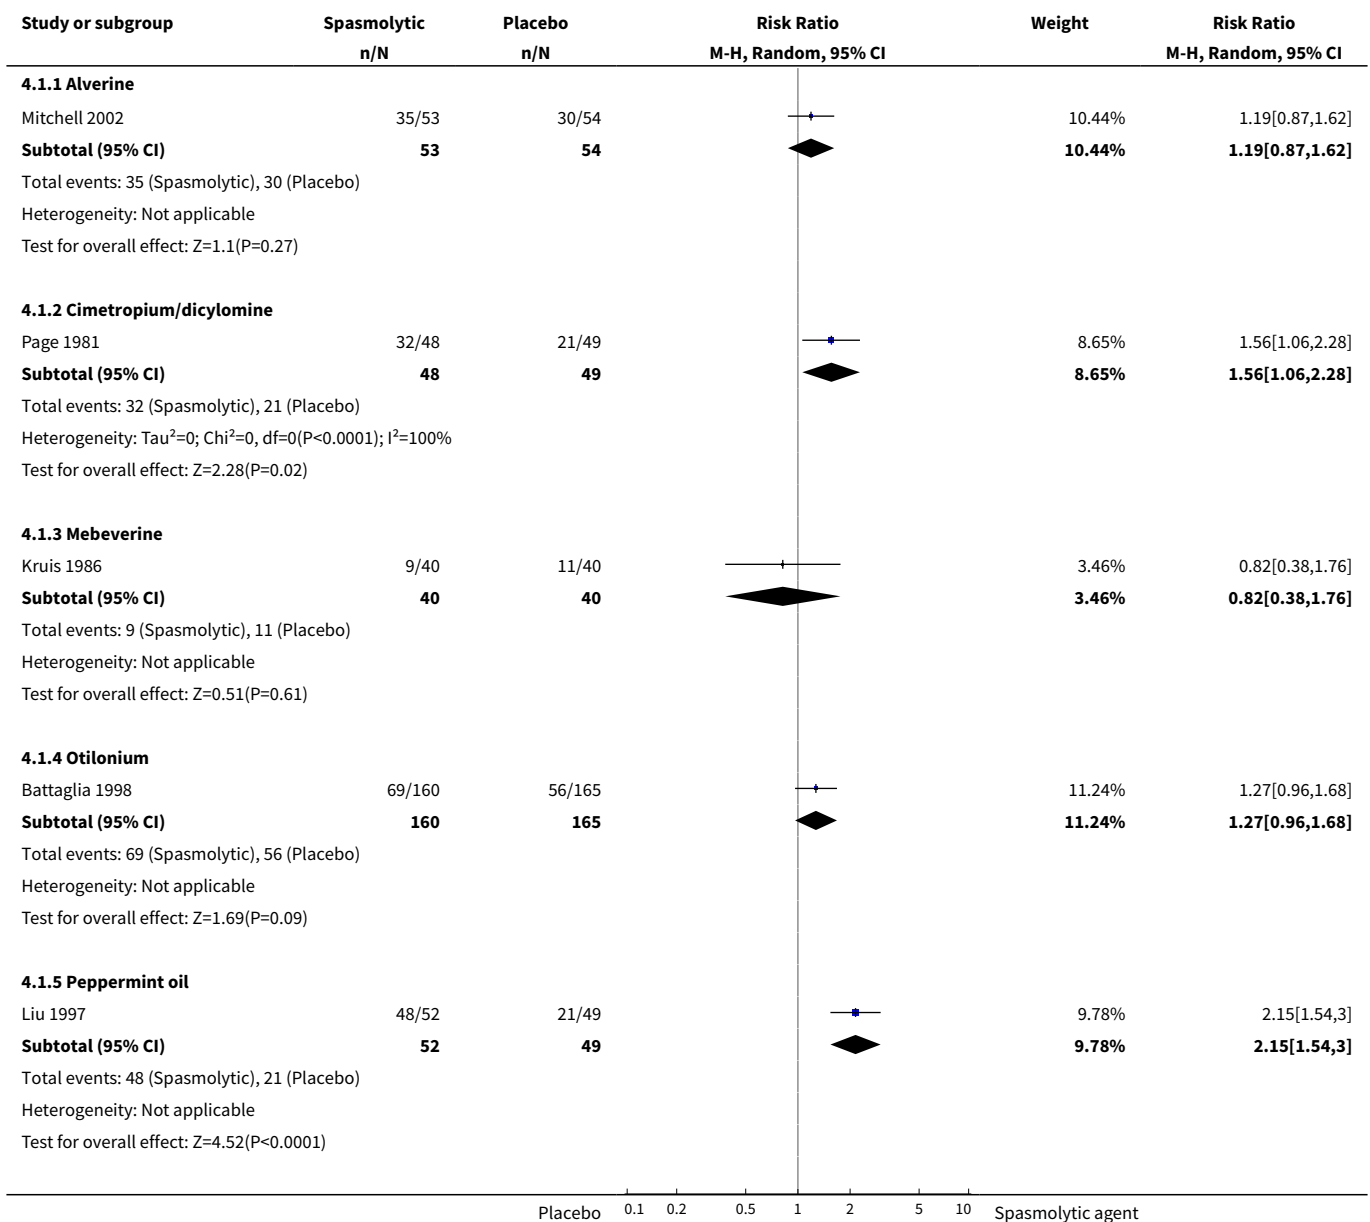 Study or subgroup Spasmolytic Placebo Risk Ratio Weight Risk Ratio
n/N n/N M-H, Random, 95% CI M-H, Random, 95% CI
4.1.1 Alverine
Mitchell 2002 35/53 30/54 10.44% 1.19[0.87,1.62]
Subtotal (95% CI) 53 54 10.44% 1.19[0.87,1.62]
Total events: 35 (Spasmolytic), 30 (Placebo)
Heterogeneity: Not applicable
Test for overall effect: Z=1.1(P=0.27)
4.1.2 Cimetropium/dicylomine
Page 1981 32/48 21/49 8.65% 1.56[1.06,2.28]
Subtotal (95% CI) 48 49 8.65% 1.56[1.06,2.28]
Total events: 32 (Spasmolytic), 21 (Placebo)
Heterogeneity: Tau²=0; Chi²=0, df=0(P<0.0001); I²=100%
Test for overall effect: Z=2.28(P=0.02)
4.1.3 Mebeverine
Kruis 1986 9/40 11/40 3.46% 0.82[0.38,1.76]
Subtotal (95% CI) 40 40 3.46% 0.82[0.38,1.76]
Total events: 9 (Spasmolytic), 11 (Placebo)
Heterogeneity: Not applicable
Test for overall effect: Z=0.51(P=0.61)
4.1.4 Otilonium
Battaglia 1998 69/160 56/165 11.24% 1.27[0.96,1.68]
Subtotal (95% CI) 160 165 11.24% 1.27[0.96,1.68]
Total events: 69 (Spasmolytic), 56 (Placebo)
Heterogeneity: Not applicable
Test for overall effect: Z=1.69(P=0.09)
4.1.5 Peppermint oil
Liu 1997 48/52 21/49 9.78% 2.15[1.54,3]
Subtotal (95% CI) 52 49 9.78% 2.15[1.54,3]
Total events: 48 (Spasmolytic), 21 (Placebo)
Heterogeneity: Not applicable
Test for overall effect: Z=4.52(P<0.0001)
Placebo 0.1 0.2 0.5 1 2 5 10 Spasmolytic agent